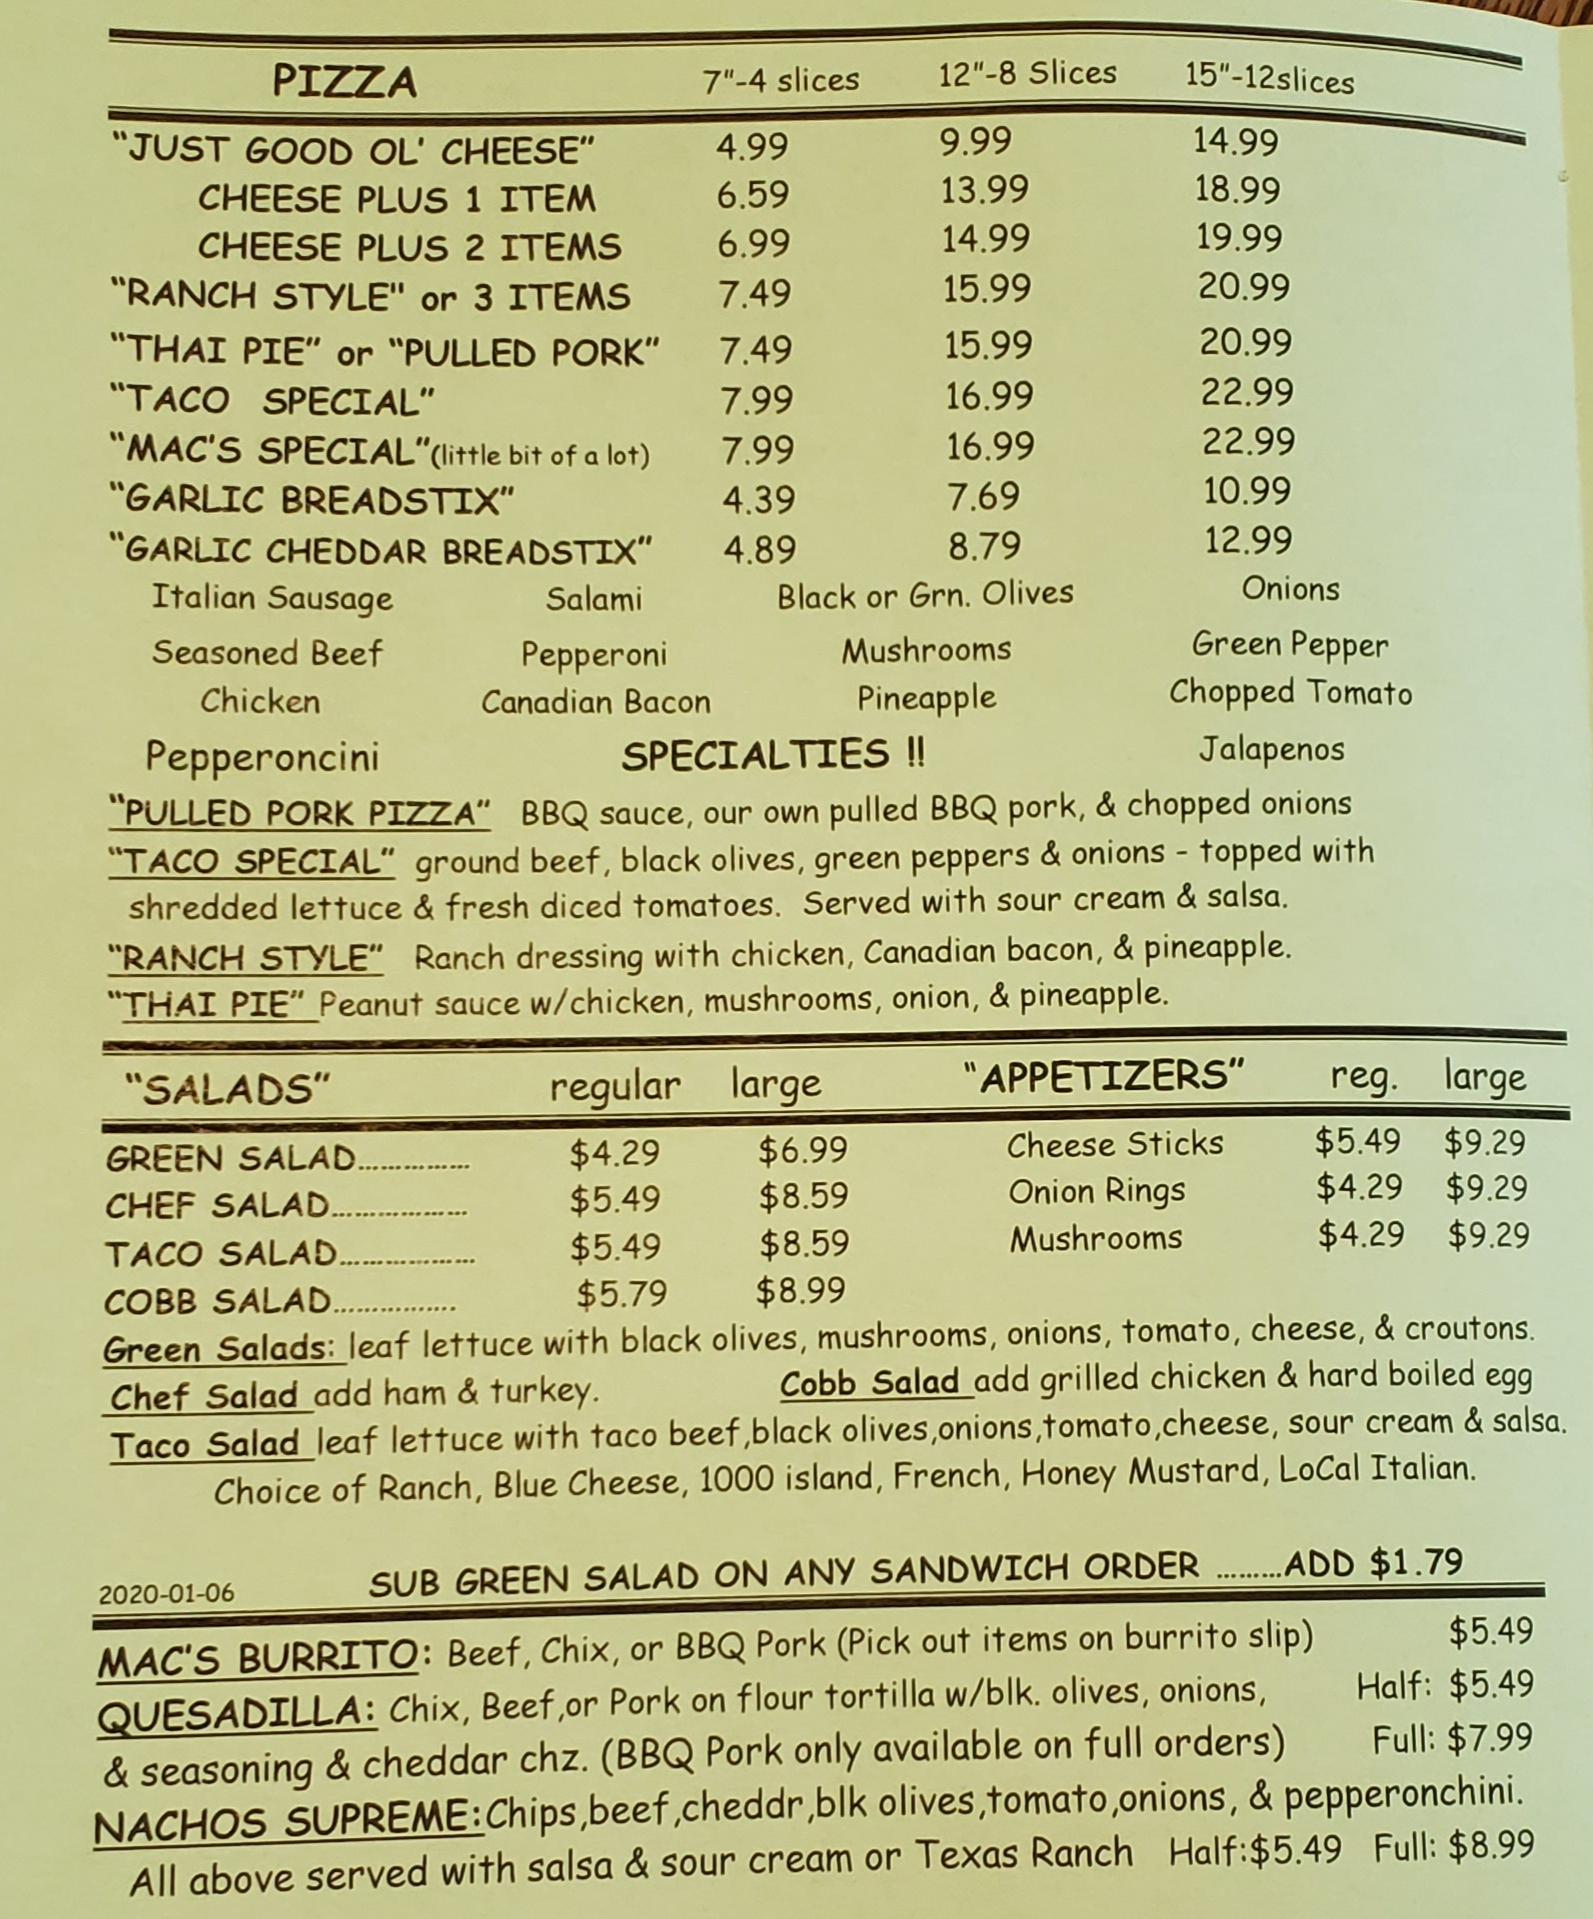 PIZZA 7"-4 slices 12"-8 Slices 15"-12slices
"JUST GOOD OL' CHEESE" 4.99 9.99 14.99
CHEESE PLUS 1 ITEM 6.59 13.99 18.99
CHEESE PLUS 2 ITEMS 6.99 14.99 19.99
"RANCH STYLE" or 3 ITEMS 7.49 15.99 20.99
"THAI PIE" or "PULLED PORK" 7.49 15.99 20.99
"TACO SPECIAL" 7.99 16.99 22.99
"MAC'S SPECIAL"(little bit of a lot) 7.99 16.99 22.99
"GARLIC BREADSTIX" 4.39 7.69 10.99
"GARLIC CHEDDAR BREADSTIX" 4.89 8.79 12.99
Italian Sausage Salami Black or Grn. Olives Onions
Seasoned Beef Pepperoni Mushrooms Green Pepper
Chicken Canadian Bacon Pineapple Chopped Tomato
Pepperoncini SPECIALTIES !! Jalapenos
"PULLED PORK PIZZA" BBQ sauce, our own pulled BBQ pork, & chopped onions
"TACO SPECIAL" ground beef, black olives, green peppers & onions - topped with
shredded lettuce & fresh diced tomatoes. Served with sour cream & salsa.
"RANCH STYLE" Ranch dressing with chicken, Canadian bacon, & pineapple.
"THAI PIE" Peanut sauce w/chicken, mushrooms, onion, & pineapple.
"SALADS" regular large "APPETIZERS" reg. large
GREEN SALAD................ $4.29 $6.99 Cheese Sticks $5.49 $9.29
CHEF SALAD................... $5.49 $8.59 Onion Rings $4.29 $9.29
TACO SALAD................... $5.49 $8.59 Mushrooms $4.29 $9.29
COBB SALAD................. $5.79 $8.99
Green Salads: leaf lettuce with black olives, mushrooms, onions, tomato, cheese, & croutons.
Chef Salad add ham & turkey. Cobb Salad add grilled chicken & hard boiled egg
Taco Salad leaf lettuce with taco beef,black olives,onions,tomato,cheese, sour cream & salsa.
Choice of Ranch, Blue Cheese, 1000 island, French, Honey Mustard, LoCal Italian.
2020-01-06 SUB GREEN SALAD ON ANY SANDWICH ORDER .........ADD $1.79
MAC'S BURRITO: Beef, Chix, or BBQ Pork (Pick out items on burrito slip) $5.49
QUESADILLA: Chix, Beef,or Pork on flour tortilla w/blk. olives, onions, Half: $5.49
& seasoning & cheddar chz. (BBQ Pork only available on full orders) Full: $7.99
NACHOS SUPREME:Chips,beef,cheddr,blk olives,tomato,onions, & pepperonchini.
All above served with salsa & sour cream or Texas Ranch Half:$5.49 Full: $8.99